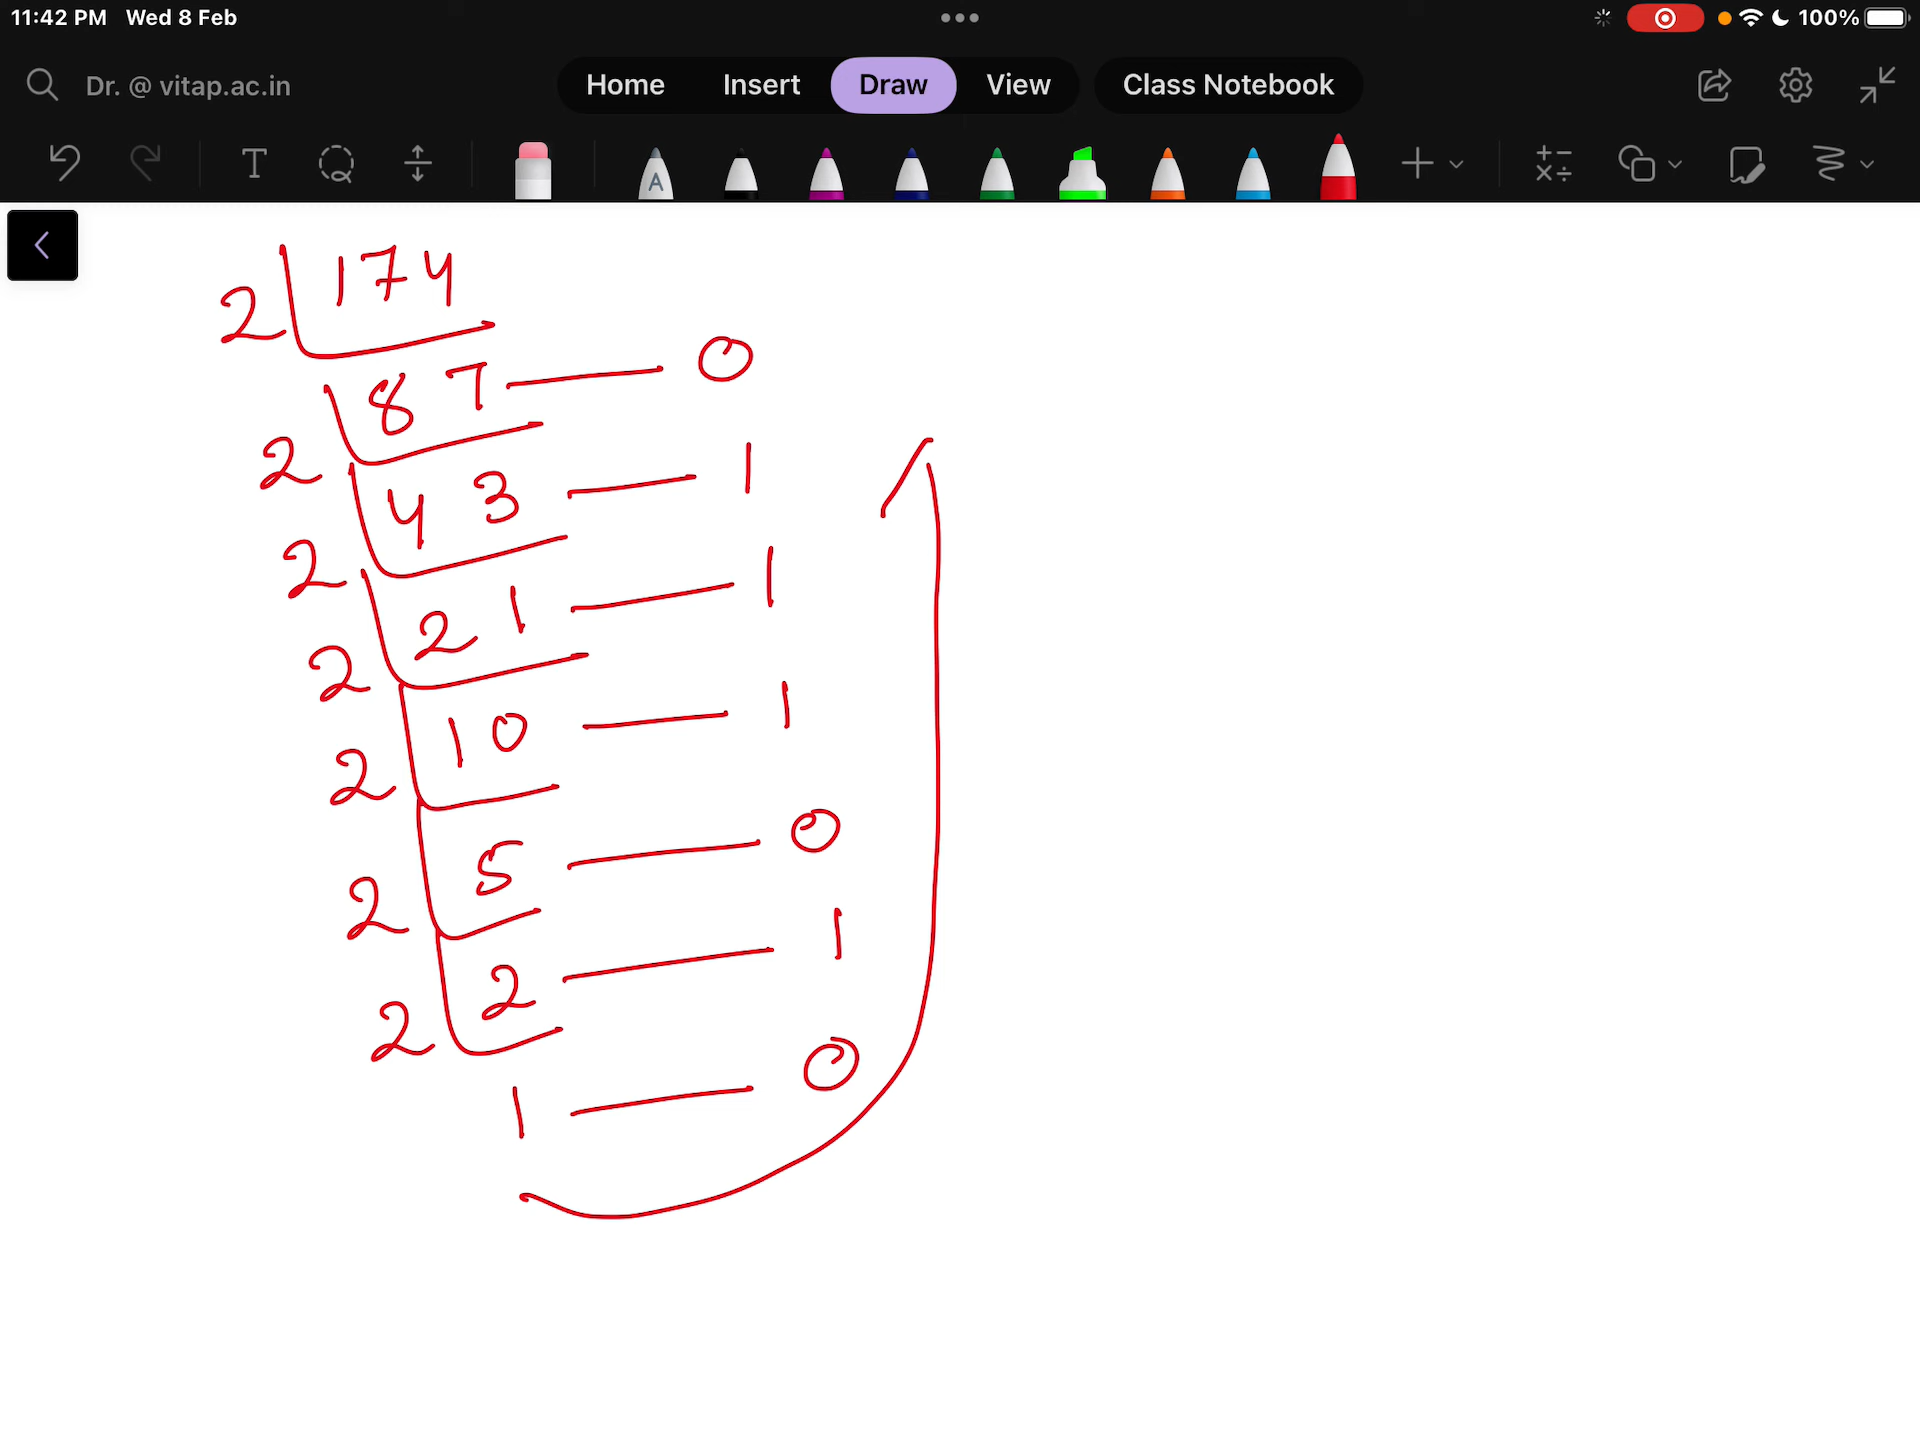 11:42 PM Wed 8 Feb 100%
Dr. @ vitap.ac.in Home Insert Draw View Class Notebook
T A
2 174
2 87 — 0
2 43 — 1
2 21 — 1
2 10 — 1
2 5 — 0
2 2 — 1
1 — 0